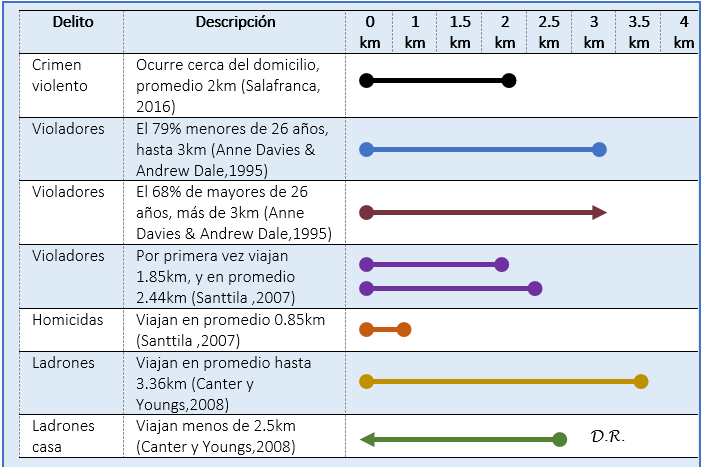 Delito Descripción 0 km 1 km 1.5 km 2 km 2.5 km 3 km 3.5 km 4 km
Crimen violento
Ocurre cerca del domicilio,
promedio 2km (Salafranca,
2016)
Violadores
El 79% menores de 26 años,
hasta 3km (Anne Davies &
Andrew Dale,1995)
Violadores
El 68% de mayores de 26
años, más de 3km (Anne
Davies & Andrew Dale,1995)
Violadores
Por primera vez viajan
1.85km, y en promedio
2.44km (Santtila ,2007)
Homicidas
Viajan en promedio 0.85km
(Santtila ,2007)
Ladrones
Viajan en promedio hasta
3.36km (Canter y
Youngs,2008)
Ladrones casa
Viajan menos de 2.5km
(Canter y Youngs,2008)
D.R.